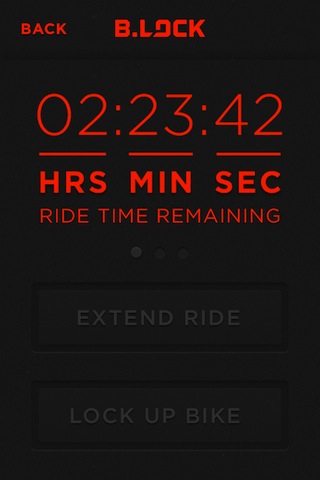 BACK B.LOCK
02:23:42
HRS MIN SEC
RIDE TIME REMAINING
EXTEND RIDE
LOCK UP BIKE